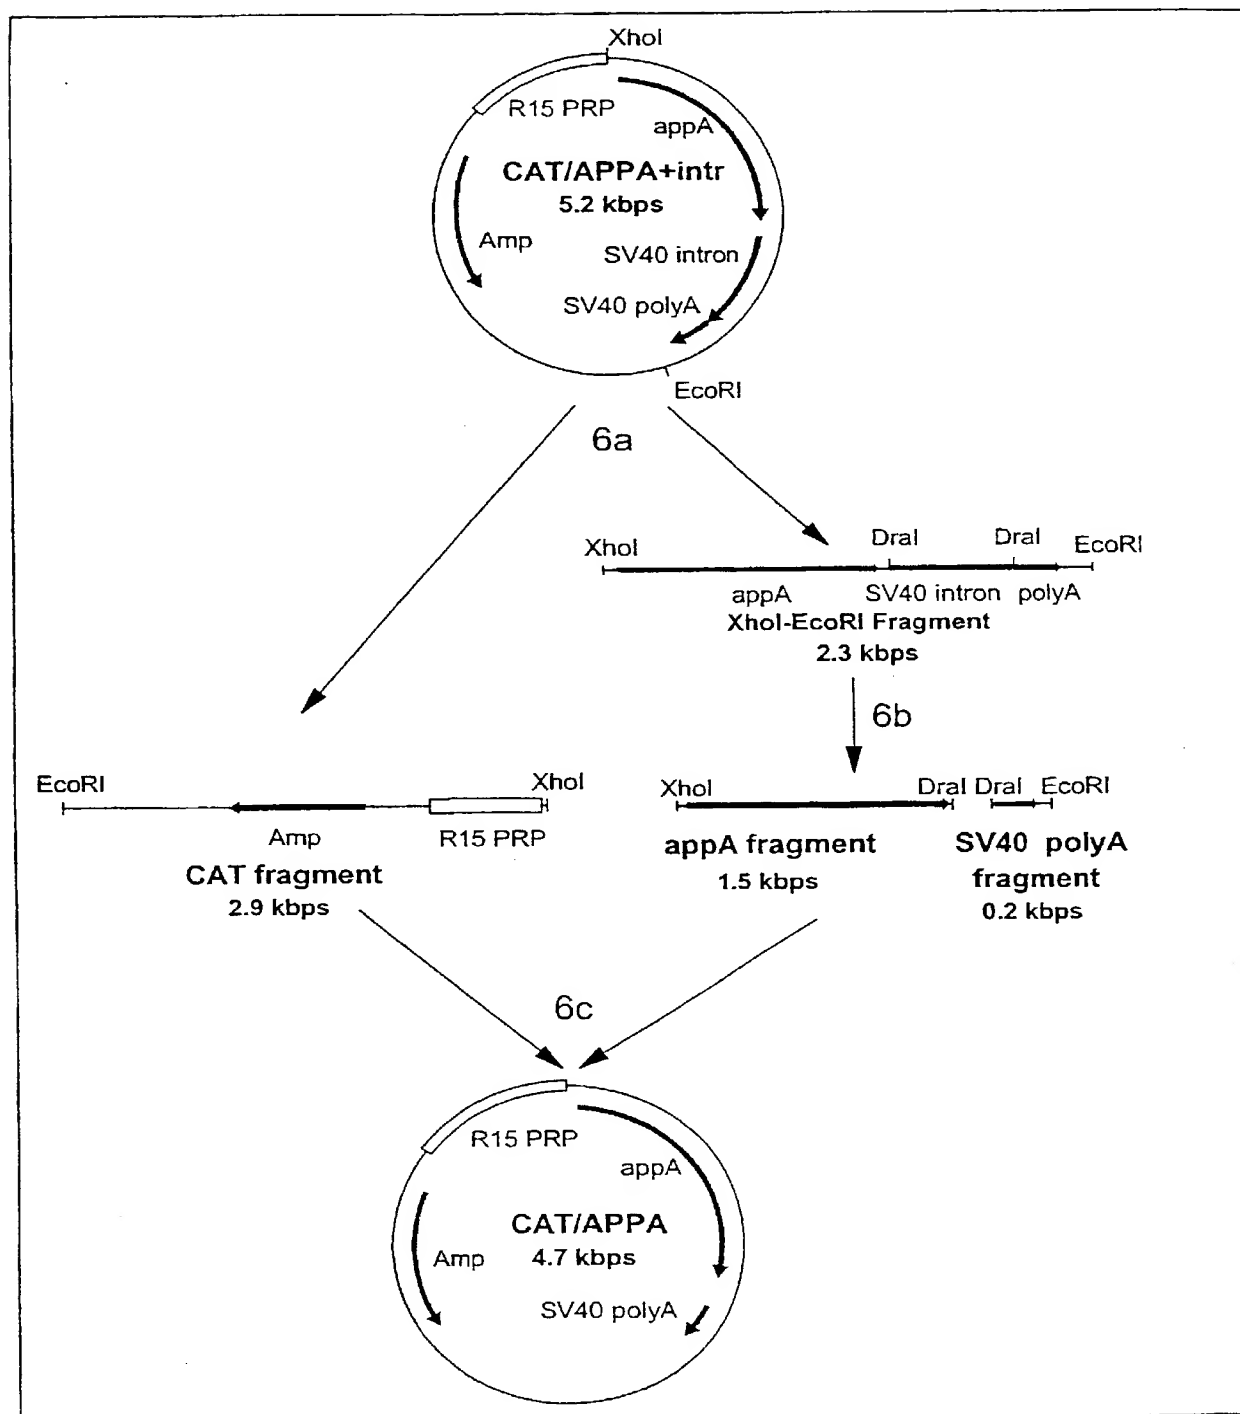 XhoI
R15 PRP
appA
CAT/APPA+intr
5.2 kbps
Amp
SV40 intron
SV40 polyA
EcoRI
6a
XhoI
DraI
DraI
EcoRI
appA
SV40 intron
polyA
XhoI-EcoRI Fragment
2.3 kbps
6b
EcoRI
XhoI
Amp
R15 PRP
CAT fragment
2.9 kbps
XhoI
DraI
DraI
EcoRI
appA fragment
1.5 kbps
SV40 polyA
fragment
0.2 kbps
6c
R15 PRP
appA
CAT/APPA
4.7 kbps
Amp
SV40 polyA